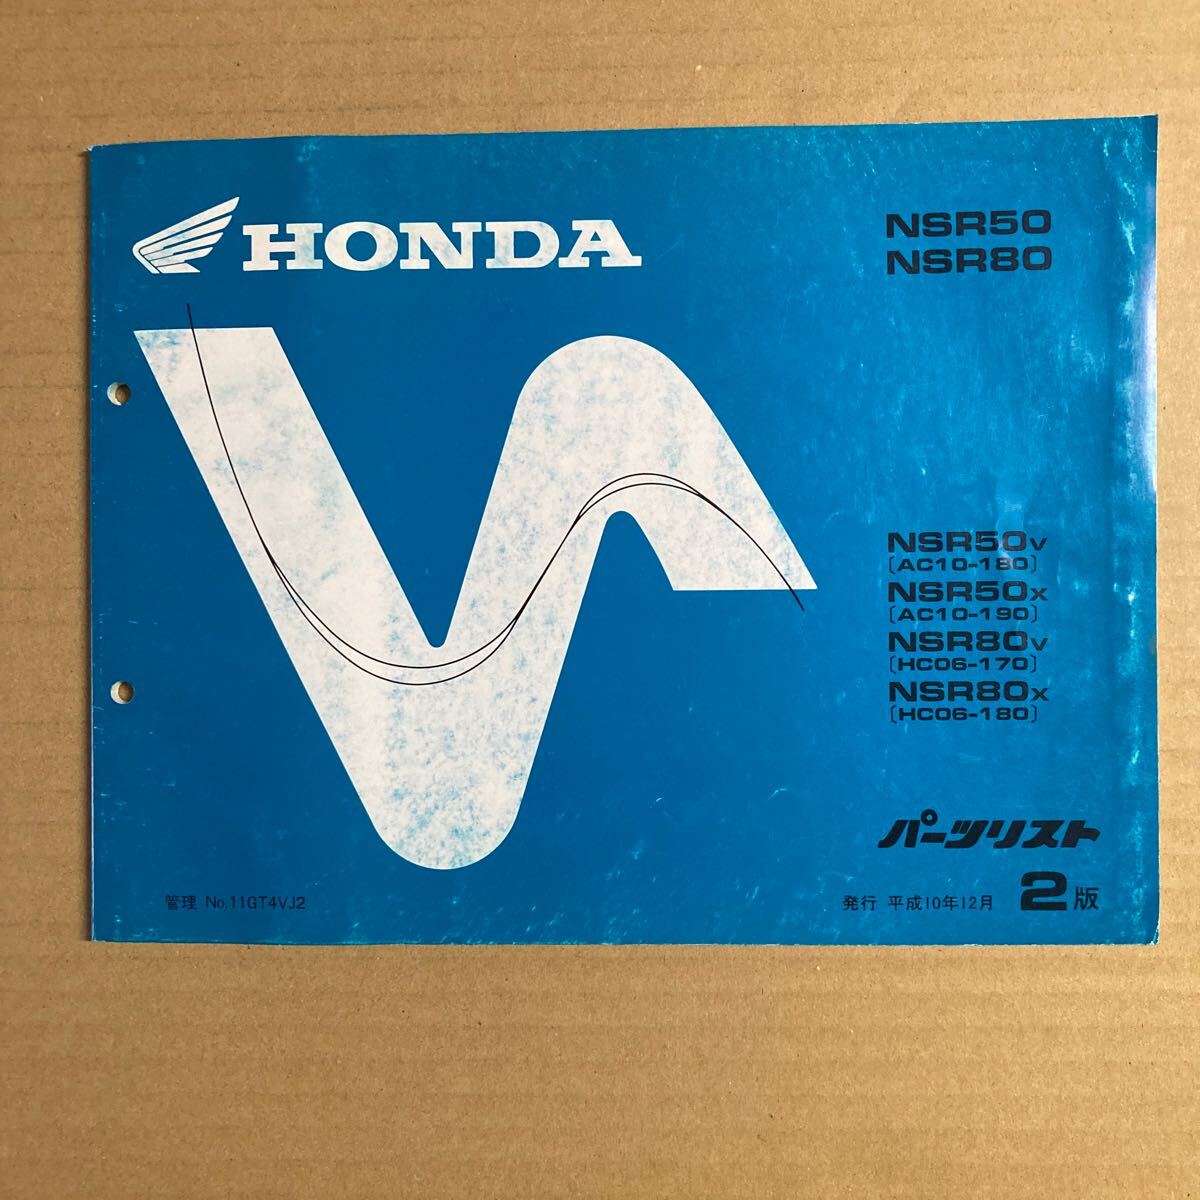 HONDA
NSR50
NSR80
NSR50V
[AC10-180]
NSR50X
[AC10-190]
NSR80V
[HC06-170]
NSR80X
[HC06-180]
パーツリスト
管理 No.11GT4VJ2
発行 平成10年12月 2版